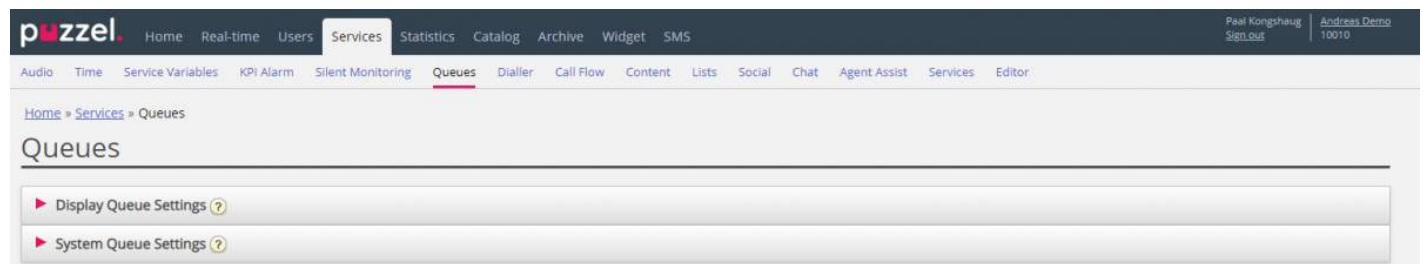 puzzel. Home Real-time Users Services Statistics Catalog Archive Widget SMS
Paal Kongshaug Andreas Demo
Sign out 10010
Audio Time Service Variables KPI Alarm Silent Monitoring Queues Dialler Call Flow Content Lists Social Chat Agent Assist Services Editor
Home » Services » Queues
Queues
Display Queue Settings ?
System Queue Settings ?